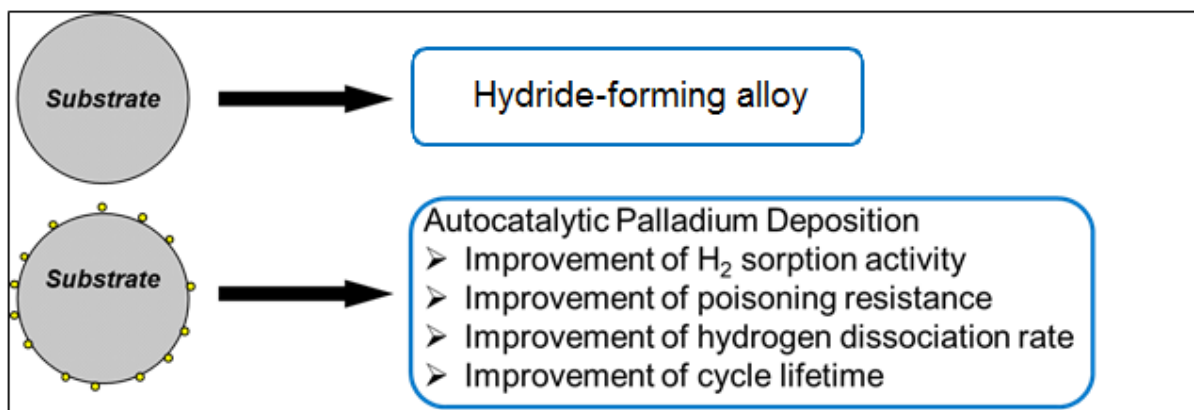 Substrate
Hydride-forming alloy
Substrate
Autocatalytic Palladium Deposition
➢ Improvement of H₂ sorption activity
➢ Improvement of poisoning resistance
➢ Improvement of hydrogen dissociation rate
➢ Improvement of cycle lifetime